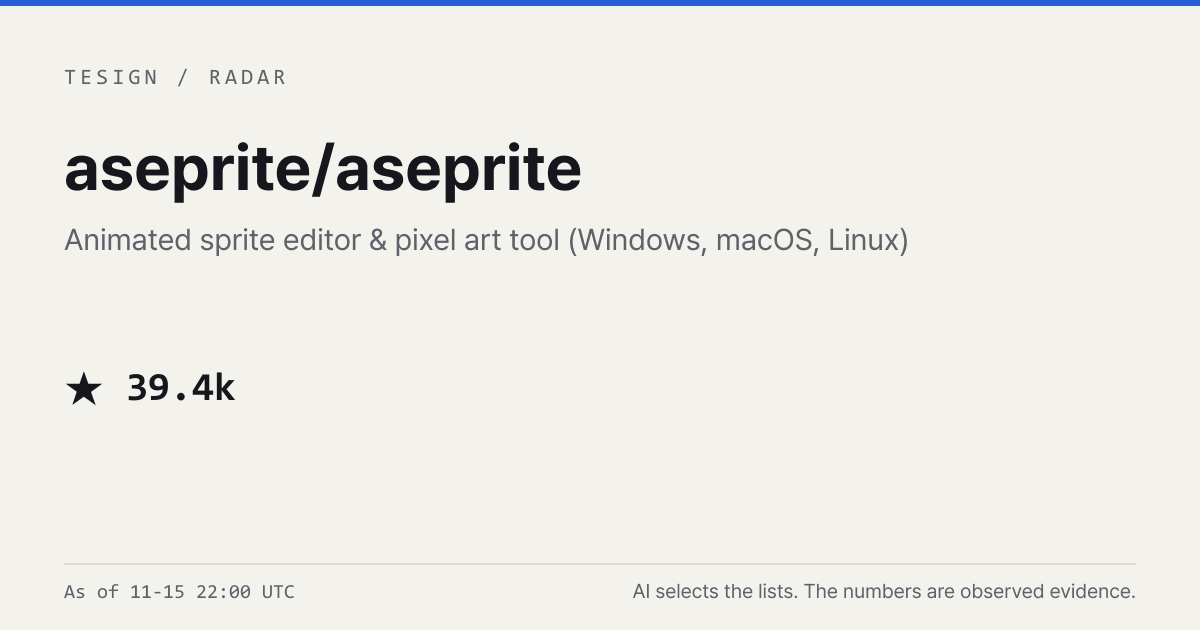 TESIGN / RADAR
aseprite/aseprite
Animated sprite editor & pixel art tool (Windows, macOS, Linux)
★ 39.4k
As of 11-15 22:00 UTC
AI selects the lists. The numbers are observed evidence.